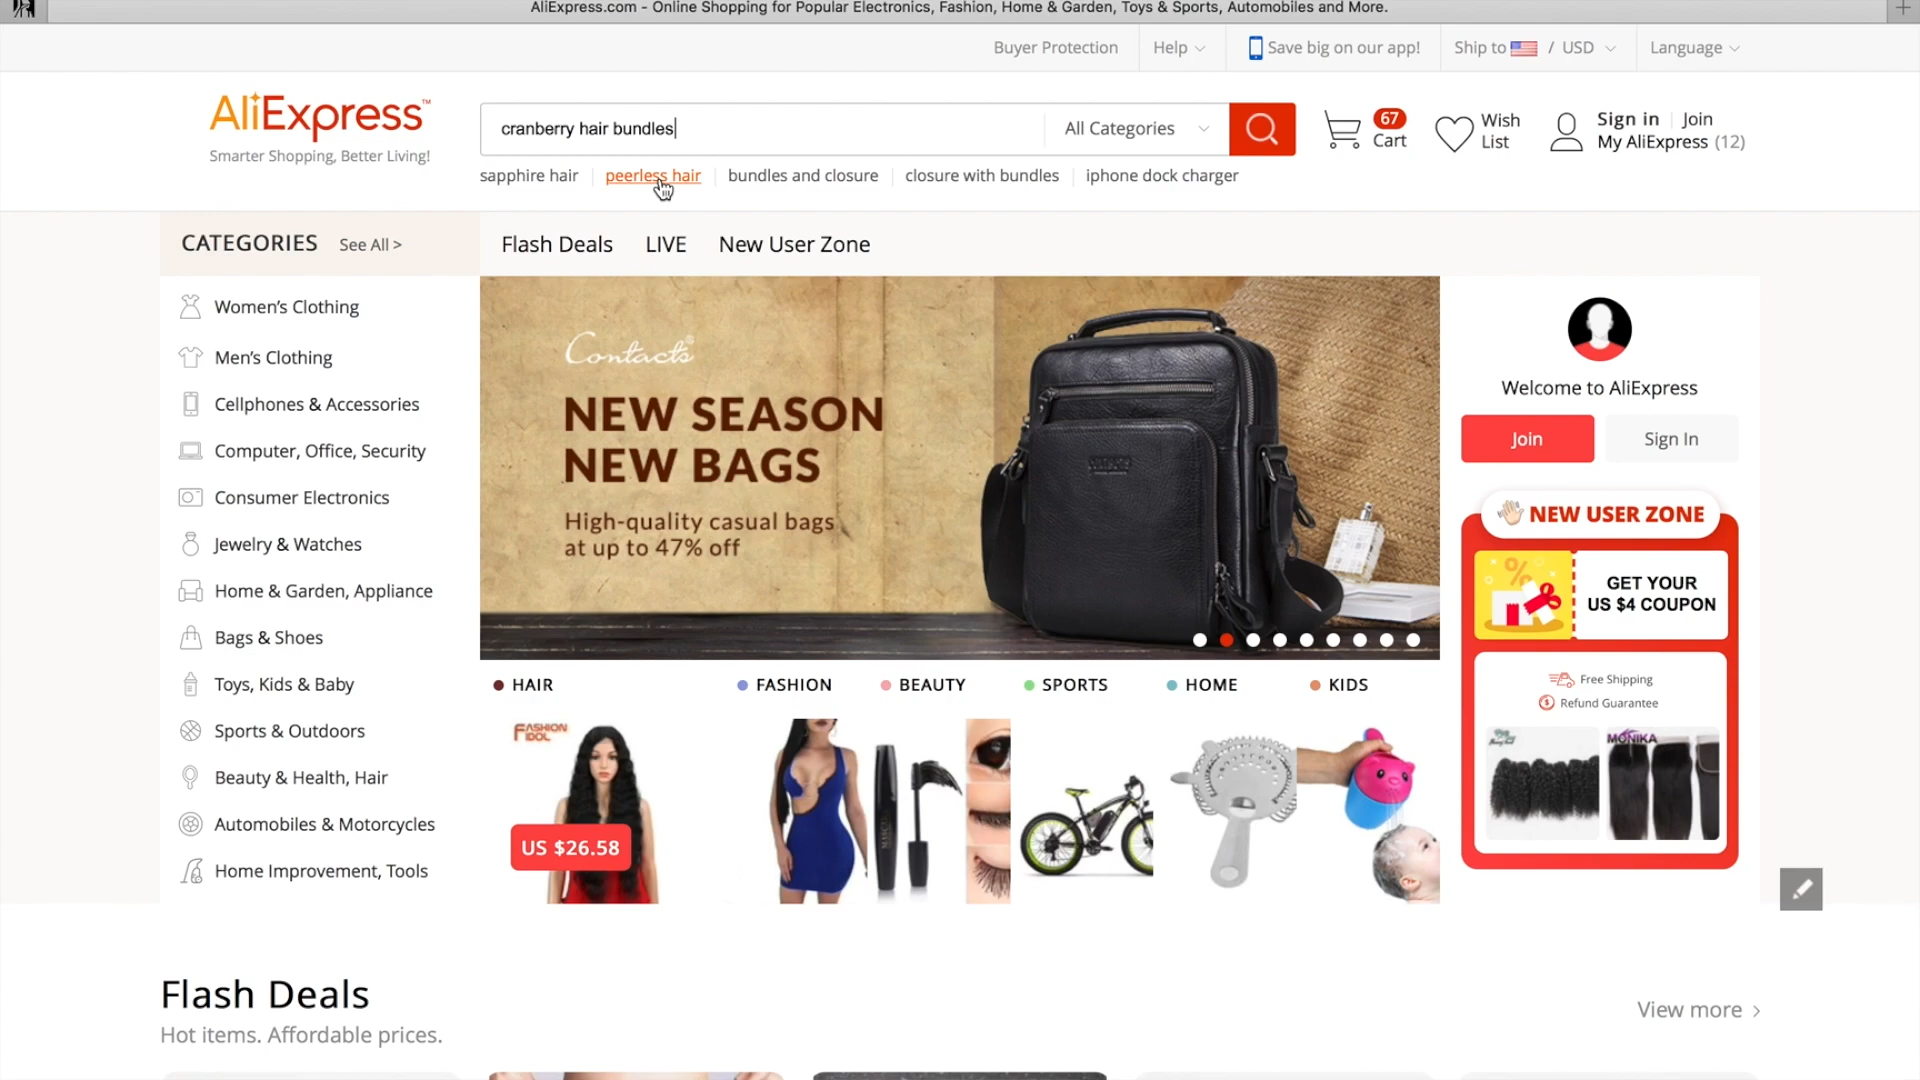 AliExpress.com - Online Shopping for Popular Electronics, Fashion, Home & Garden, Toys & Sports, Automobiles and More.
Buyer Protection
Help
Save big on our app!
Ship to / USD
Language
AliExpress™
Smarter Shopping, Better Living!
cranberry hair bundles
All Categories
67
Cart
Wish
List
Sign in | Join
My AliExpress (12)
sapphire hair
peerless hair
bundles and closure
closure with bundles
iphone dock charger
CATEGORIES See All >
Flash Deals
LIVE
New User Zone
Women's Clothing
Men's Clothing
Cellphones & Accessories
Computer, Office, Security
Consumer Electronics
Jewelry & Watches
Home & Garden, Appliance
Bags & Shoes
Toys, Kids & Baby
Sports & Outdoors
Beauty & Health, Hair
Automobiles & Motorcycles
Home Improvement, Tools
Contact's®
NEW SEASON
NEW BAGS
High-quality casual bags
at up to 47% off
Welcome to AliExpress
Join
Sign In
NEW USER ZONE
GET YOUR
US $4 COUPON
Free Shipping
Refund Guarantee
MONIKA
HAIR
FASHION
BEAUTY
SPORTS
HOME
KIDS
FASHION
IDOL
US $26.58
Flash Deals
Hot items. Affordable prices.
View more >